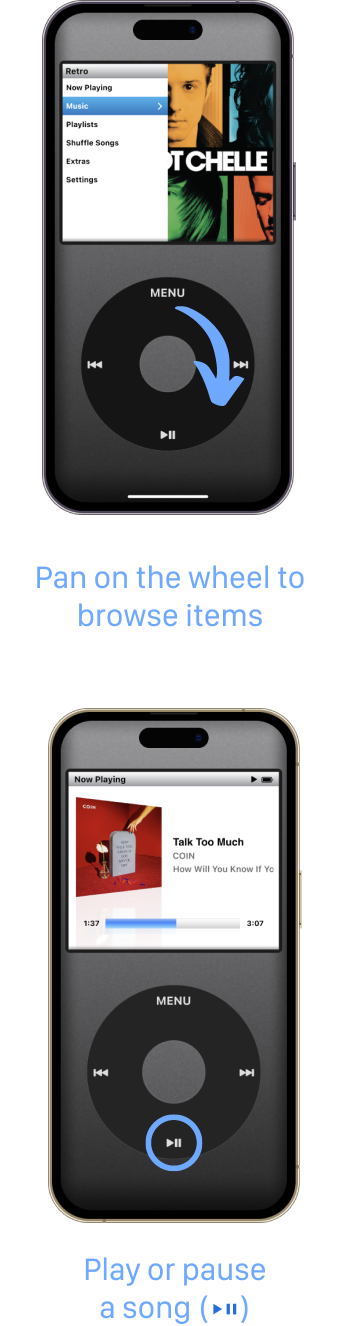 Retro
Now Playing
Music
Playlists
Shuffle Songs
Extras
Settings
OT CHELLE
MENU
Pan on the wheel to
browse items
Now Playing
COIN
Talk Too Much
COIN
How Will You Know If Yo
1:37
3:07
MENU
Play or pause
a song (⏯)